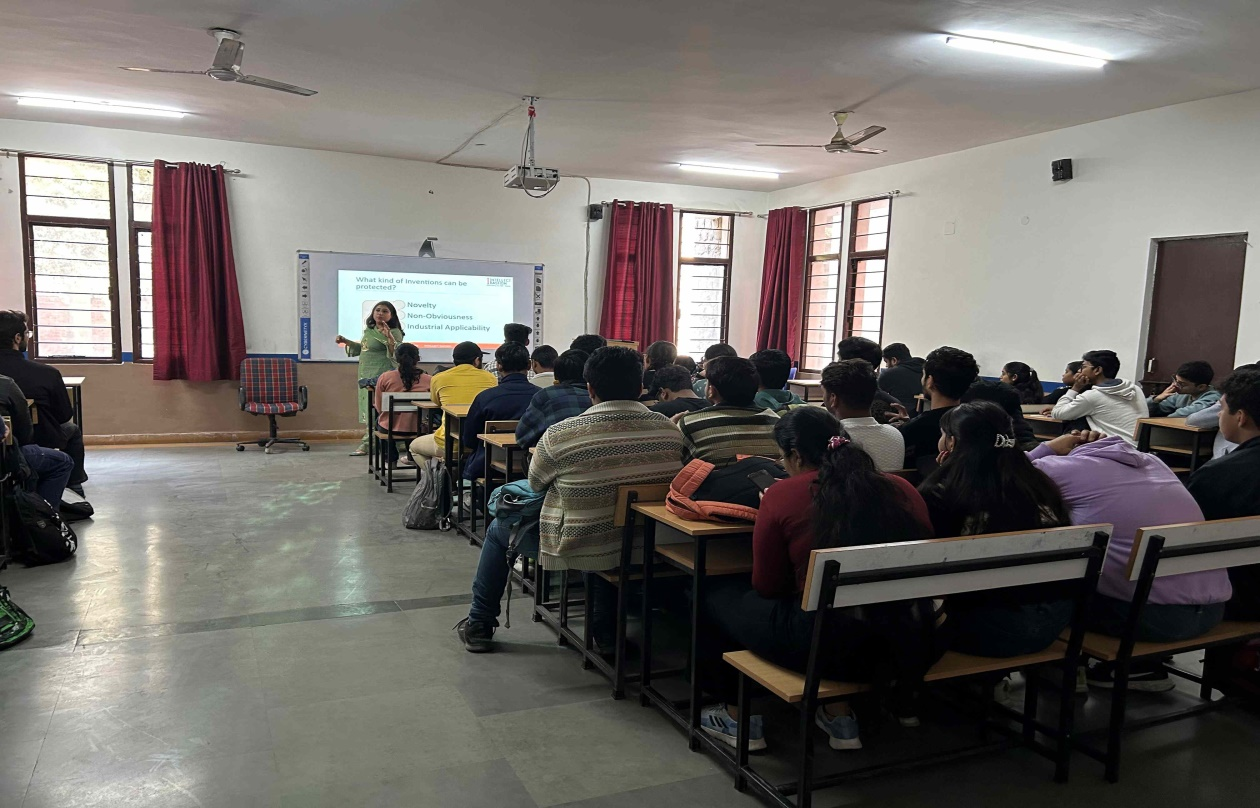 What kind of Inventions can be
protected?
Novelty
Non-Obviousness
Industrial Applicability